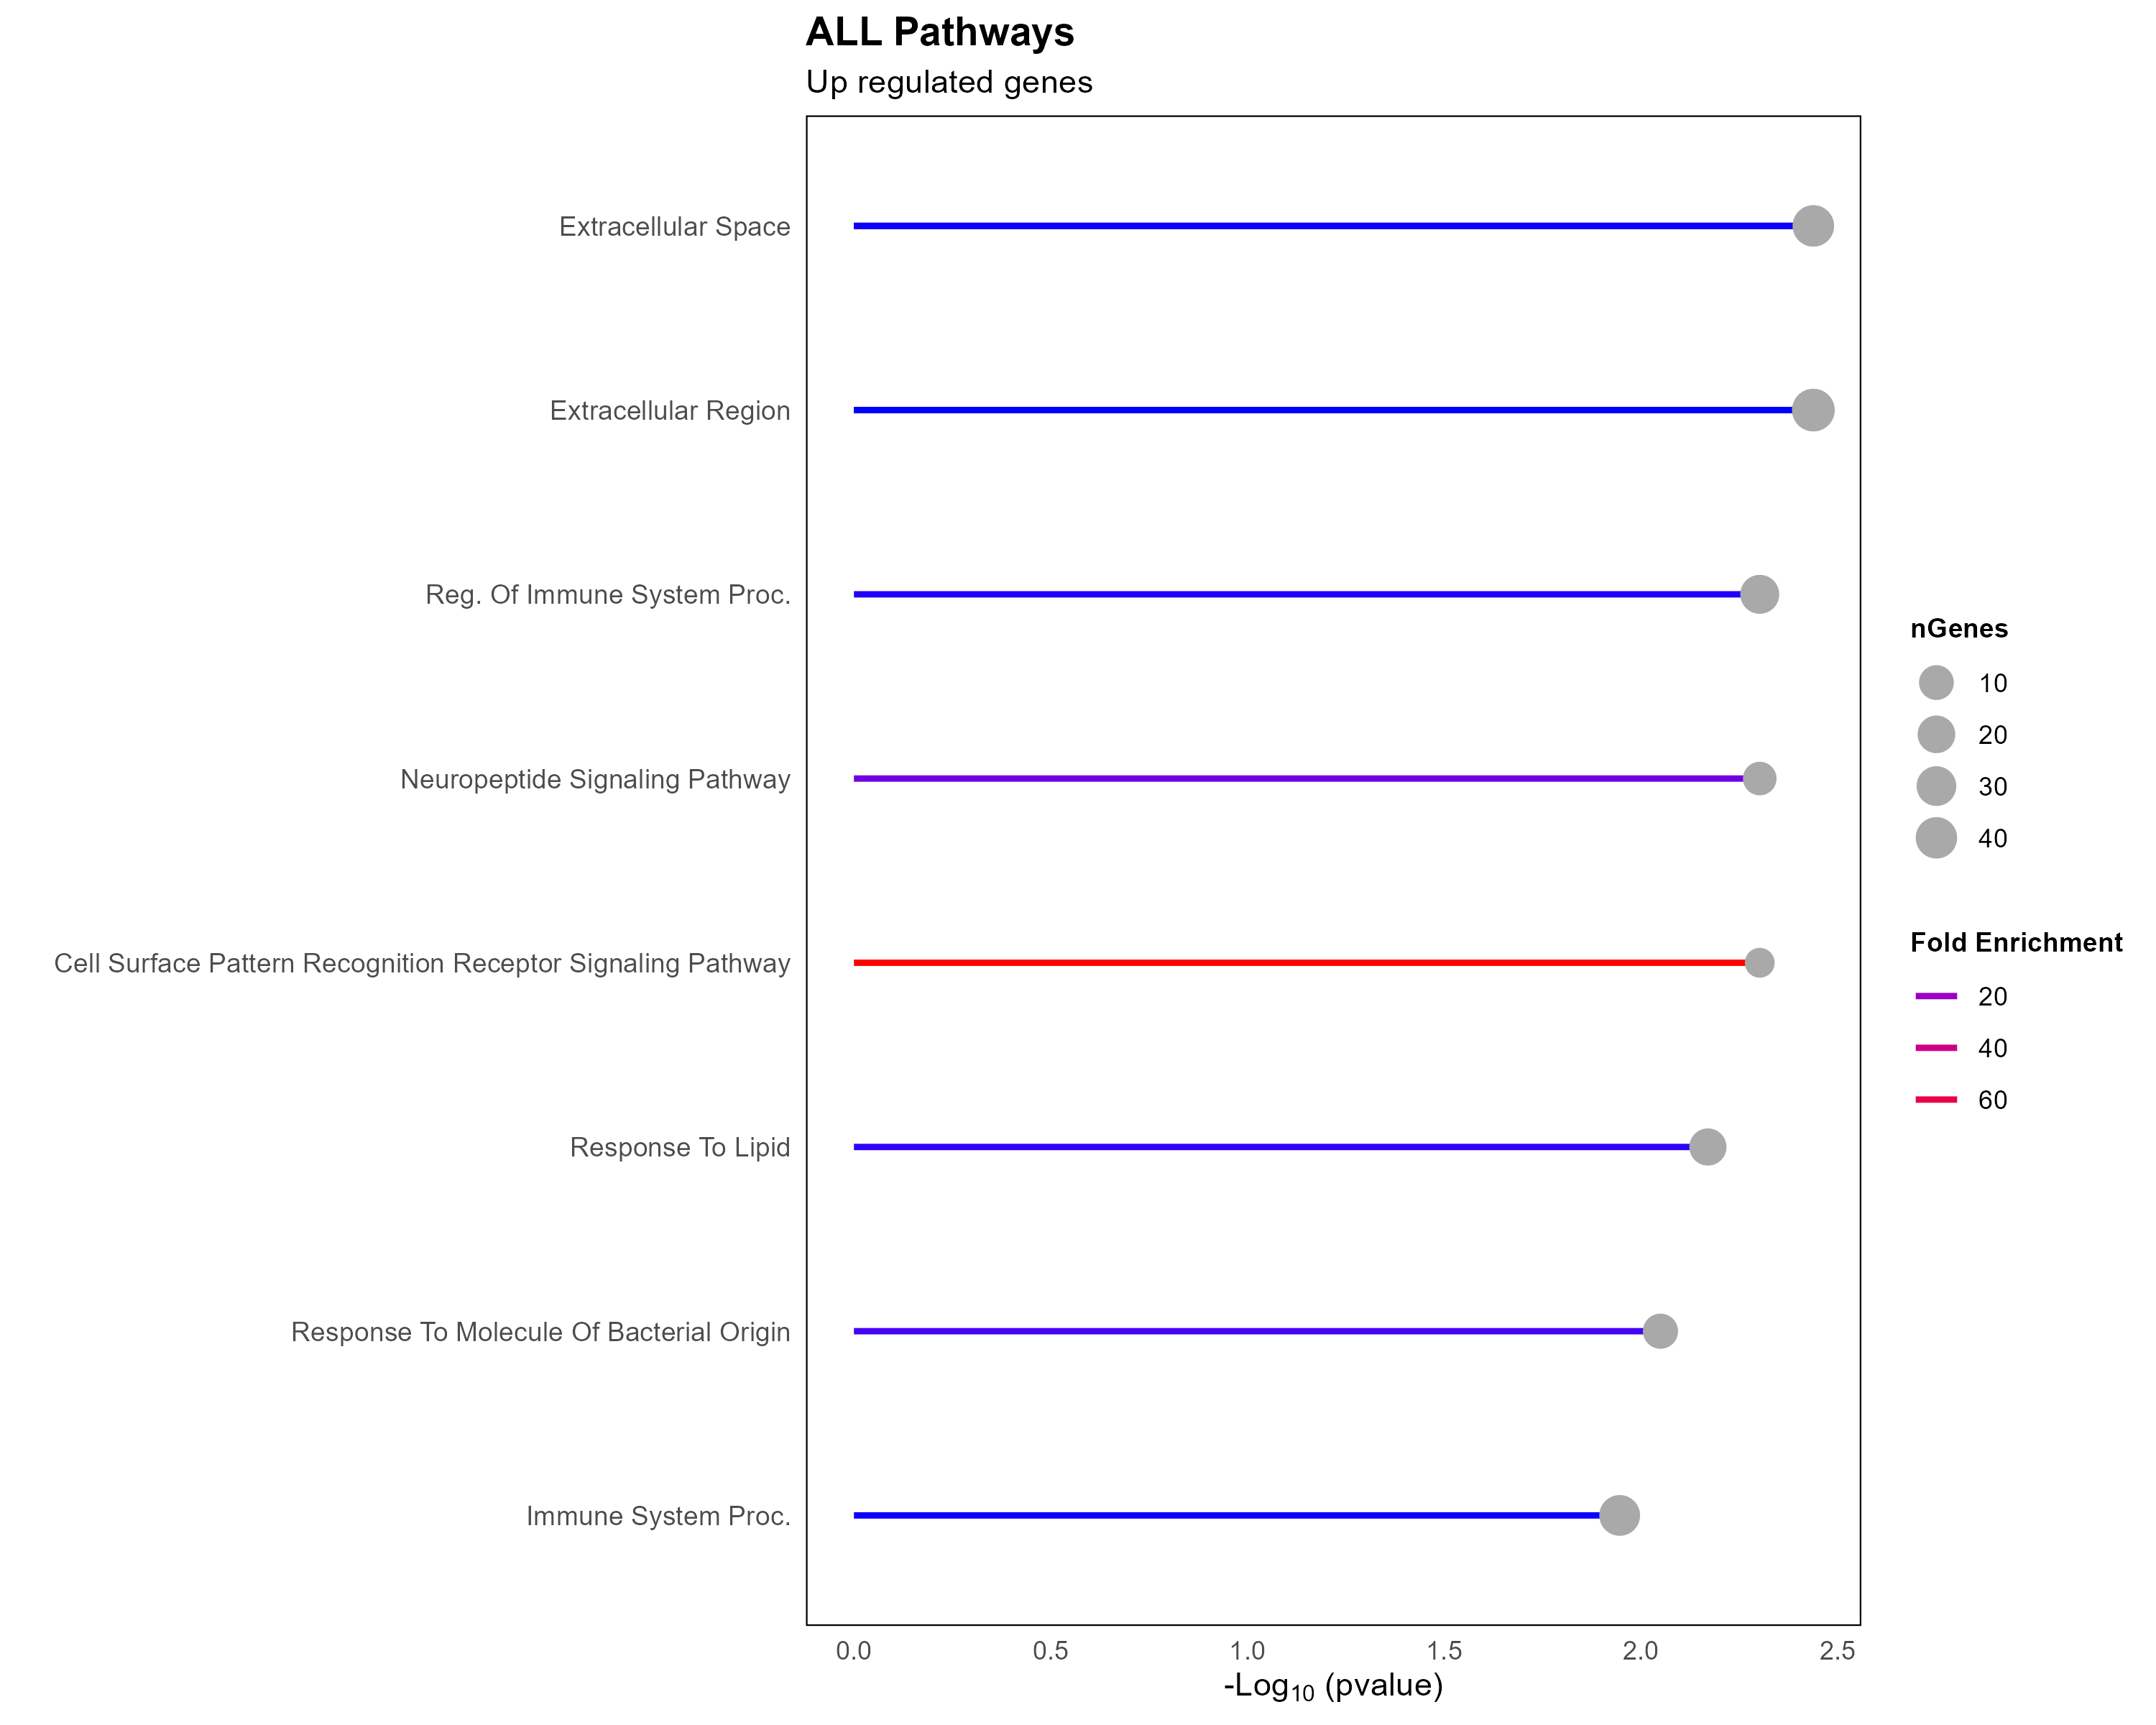 ALL Pathways
Up regulated genes
Extracellular Space
Extracellular Region
Reg. Of Immune System Proc.
Neuropeptide Signaling Pathway
Cell Surface Pattern Recognition Receptor Signaling Pathway
Response To Lipid
Response To Molecule Of Bacterial Origin
Immune System Proc.
0.0 0.5 1.0 1.5 2.0 2.5
-Log₁₀ (pvalue)
nGenes
10
20
30
40
Fold Enrichment
20
40
60